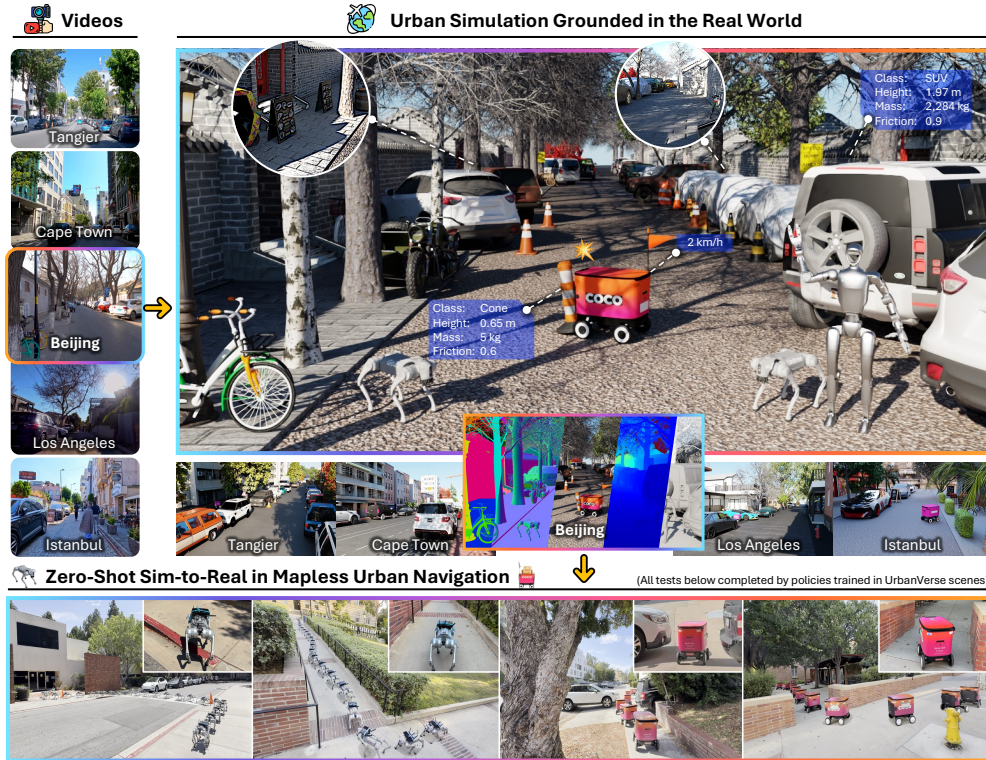 Videos
Urban Simulation Grounded in the Real World
Tangier
Cape Town
Beijing
Los Angeles
Istanbul
Class: SUV
Height: 1.97 m
Mass: 2,284 kg
Friction: 0.9
2 km/h
COCO
Class: Cone
Height: 0.65 m
Mass: 5 kg
Friction: 0.6
Tangier
Cape Town
Beijing
Los Angeles
Istanbul
Zero-Shot Sim-to-Real in Mapless Urban Navigation
(All tests below completed by policies trained in UrbanVerse scenes